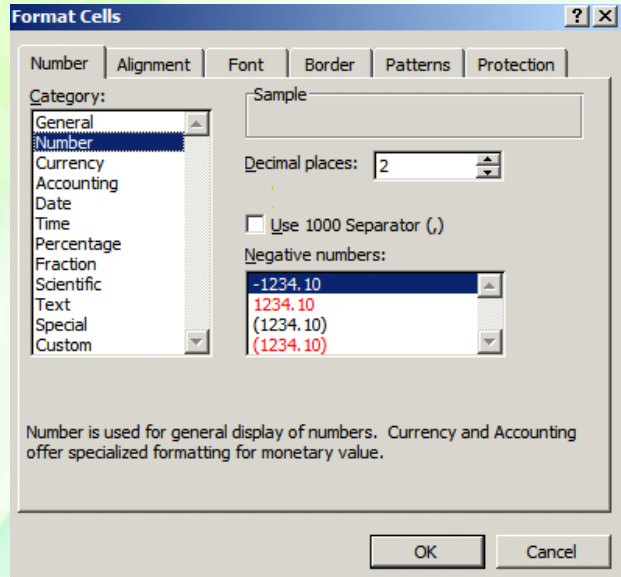 Format Cells
Number Alignment Font Border Patterns Protection
Category:
General
Number
Currency
Accounting
Date
Time
Percentage
Fraction
Scientific
Text
Special
Custom
Sample
Decimal places: 2
Use 1000 Separator (,)
Negative numbers:
-1234.10
1234.10
(1234.10)
(1234.10)
Number is used for general display of numbers. Currency and Accounting
offer specialized formatting for monetary value.
OK Cancel